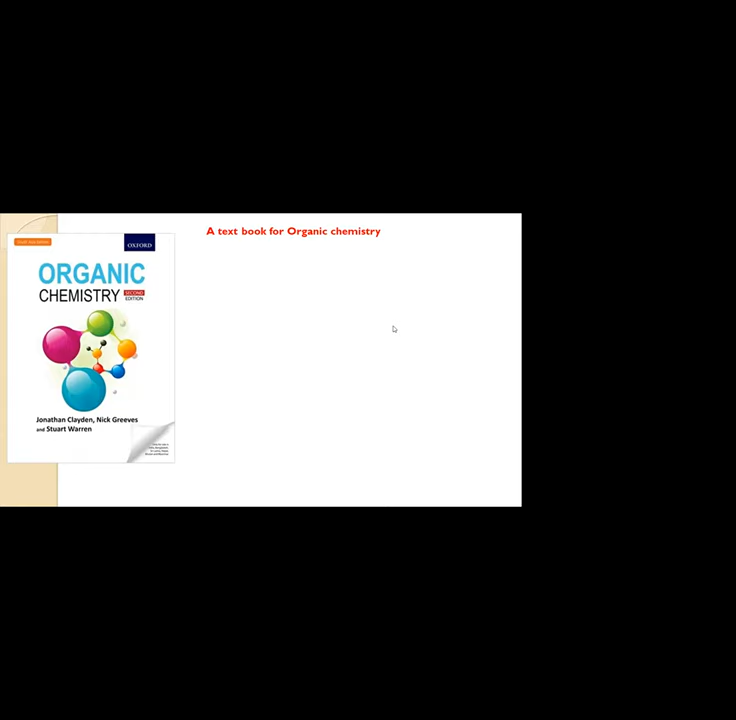 A text book for Organic chemistry
OXFORD
ORGANIC
CHEMISTRY SECOND
EDITION
Jonathan Clayden, Nick Greeves
and Stuart Warren